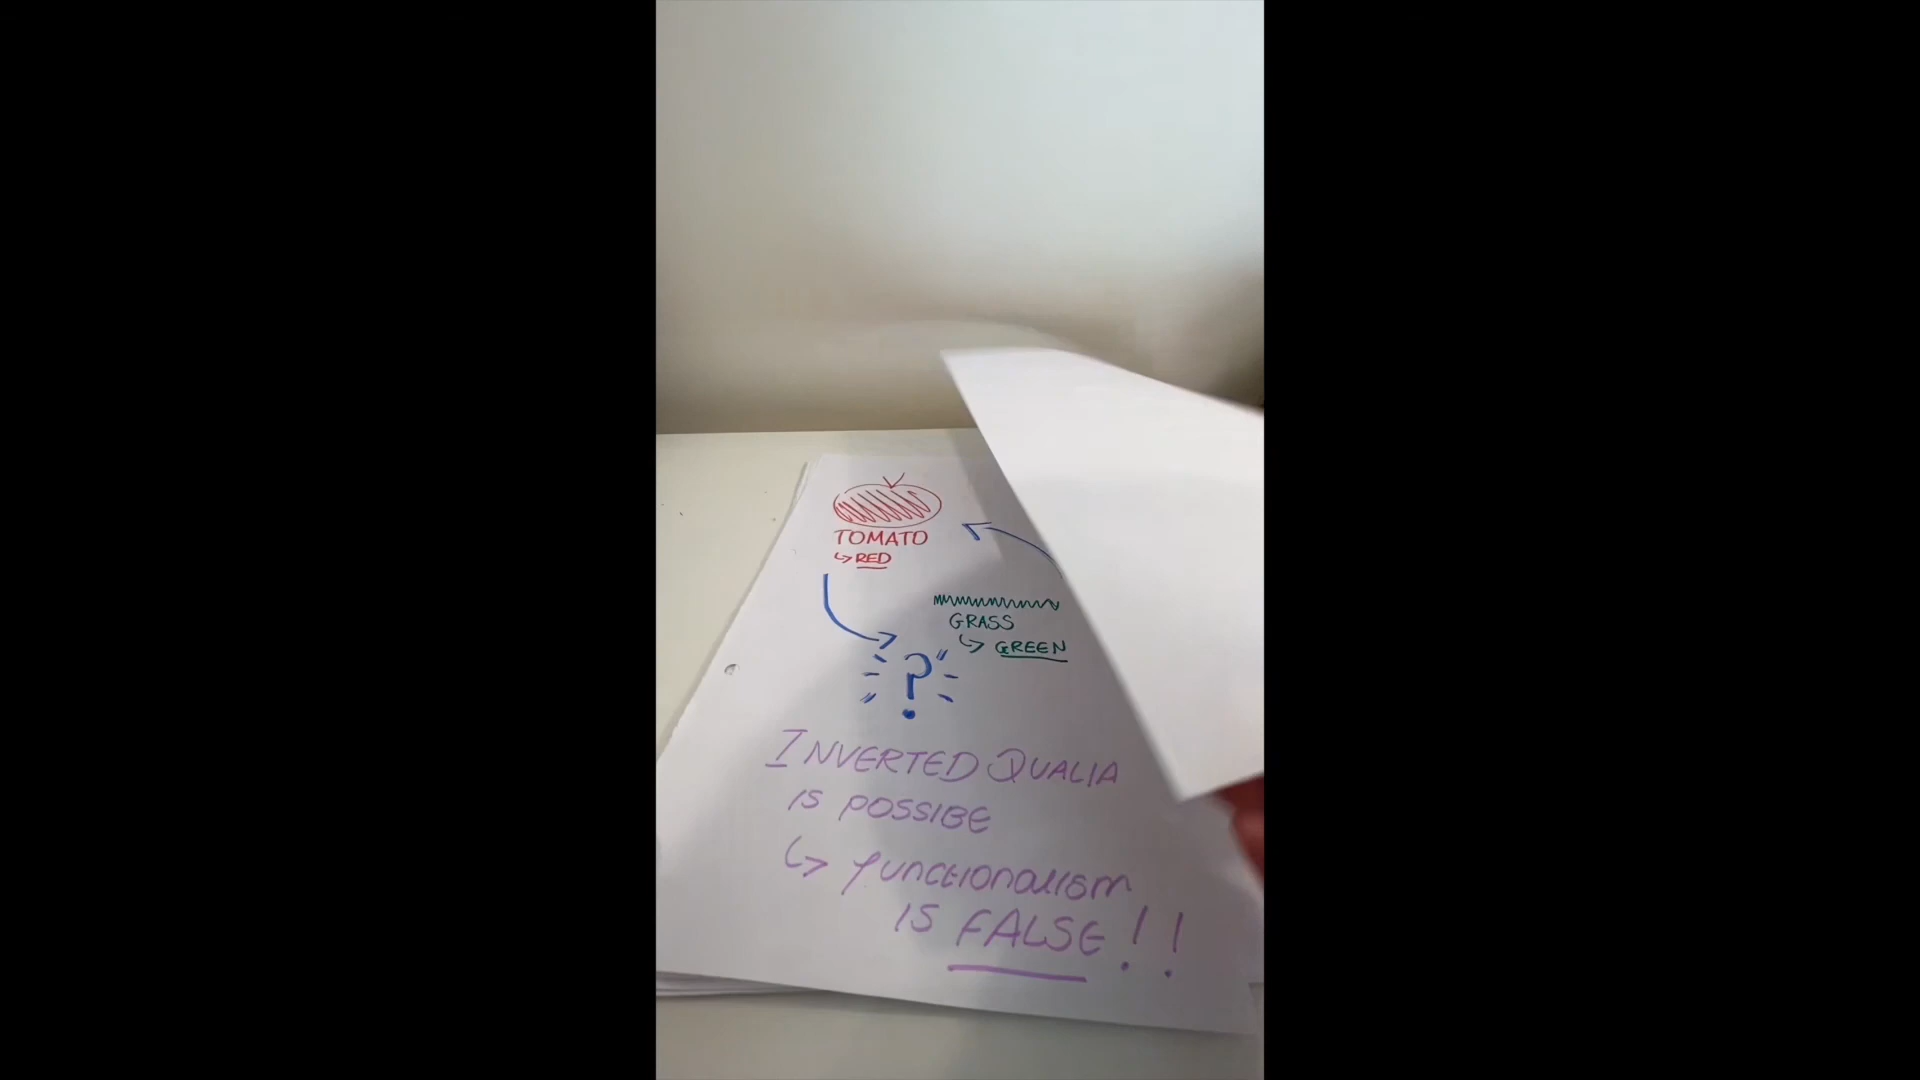 TOMATO
↳ RED
GRASS
↳ GREEN
?
INVERTED QUALIA
IS POSSIBE
↳ functionalism
IS FALSE!!